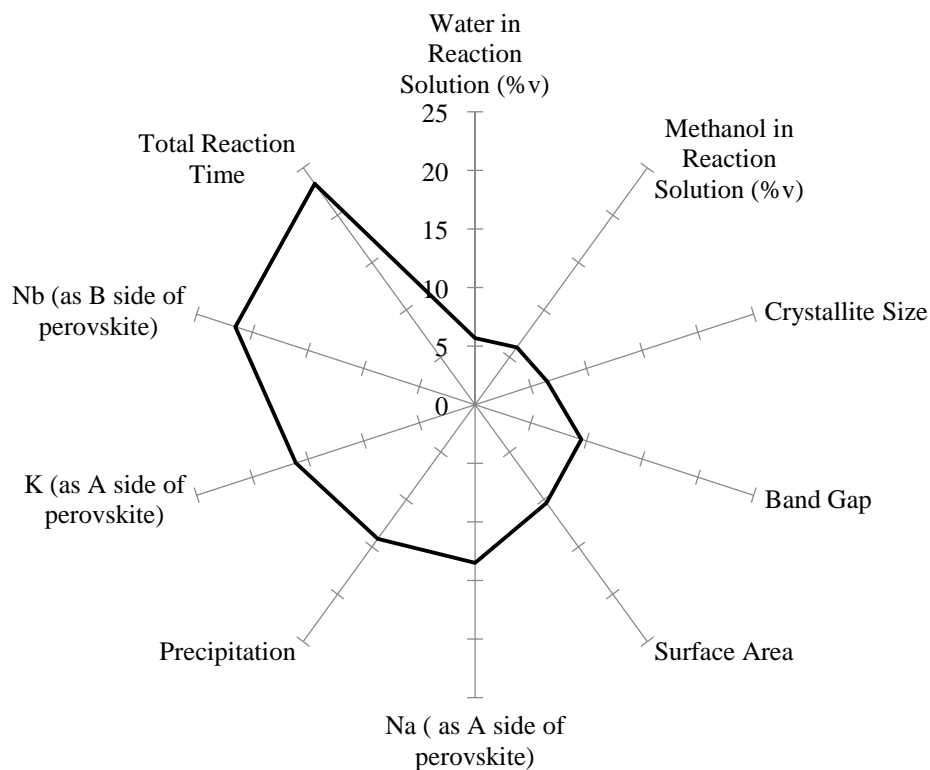 Water in
Reaction
Solution (%v)
Methanol in
Reaction
Solution (%v)
Crystallite Size
Band Gap
Surface Area
Na ( as A side of
perovskite)
Precipitation
K (as A side of
perovskite)
Nb (as B side of
perovskite)
Total Reaction
Time
25
20
15
10
5
0